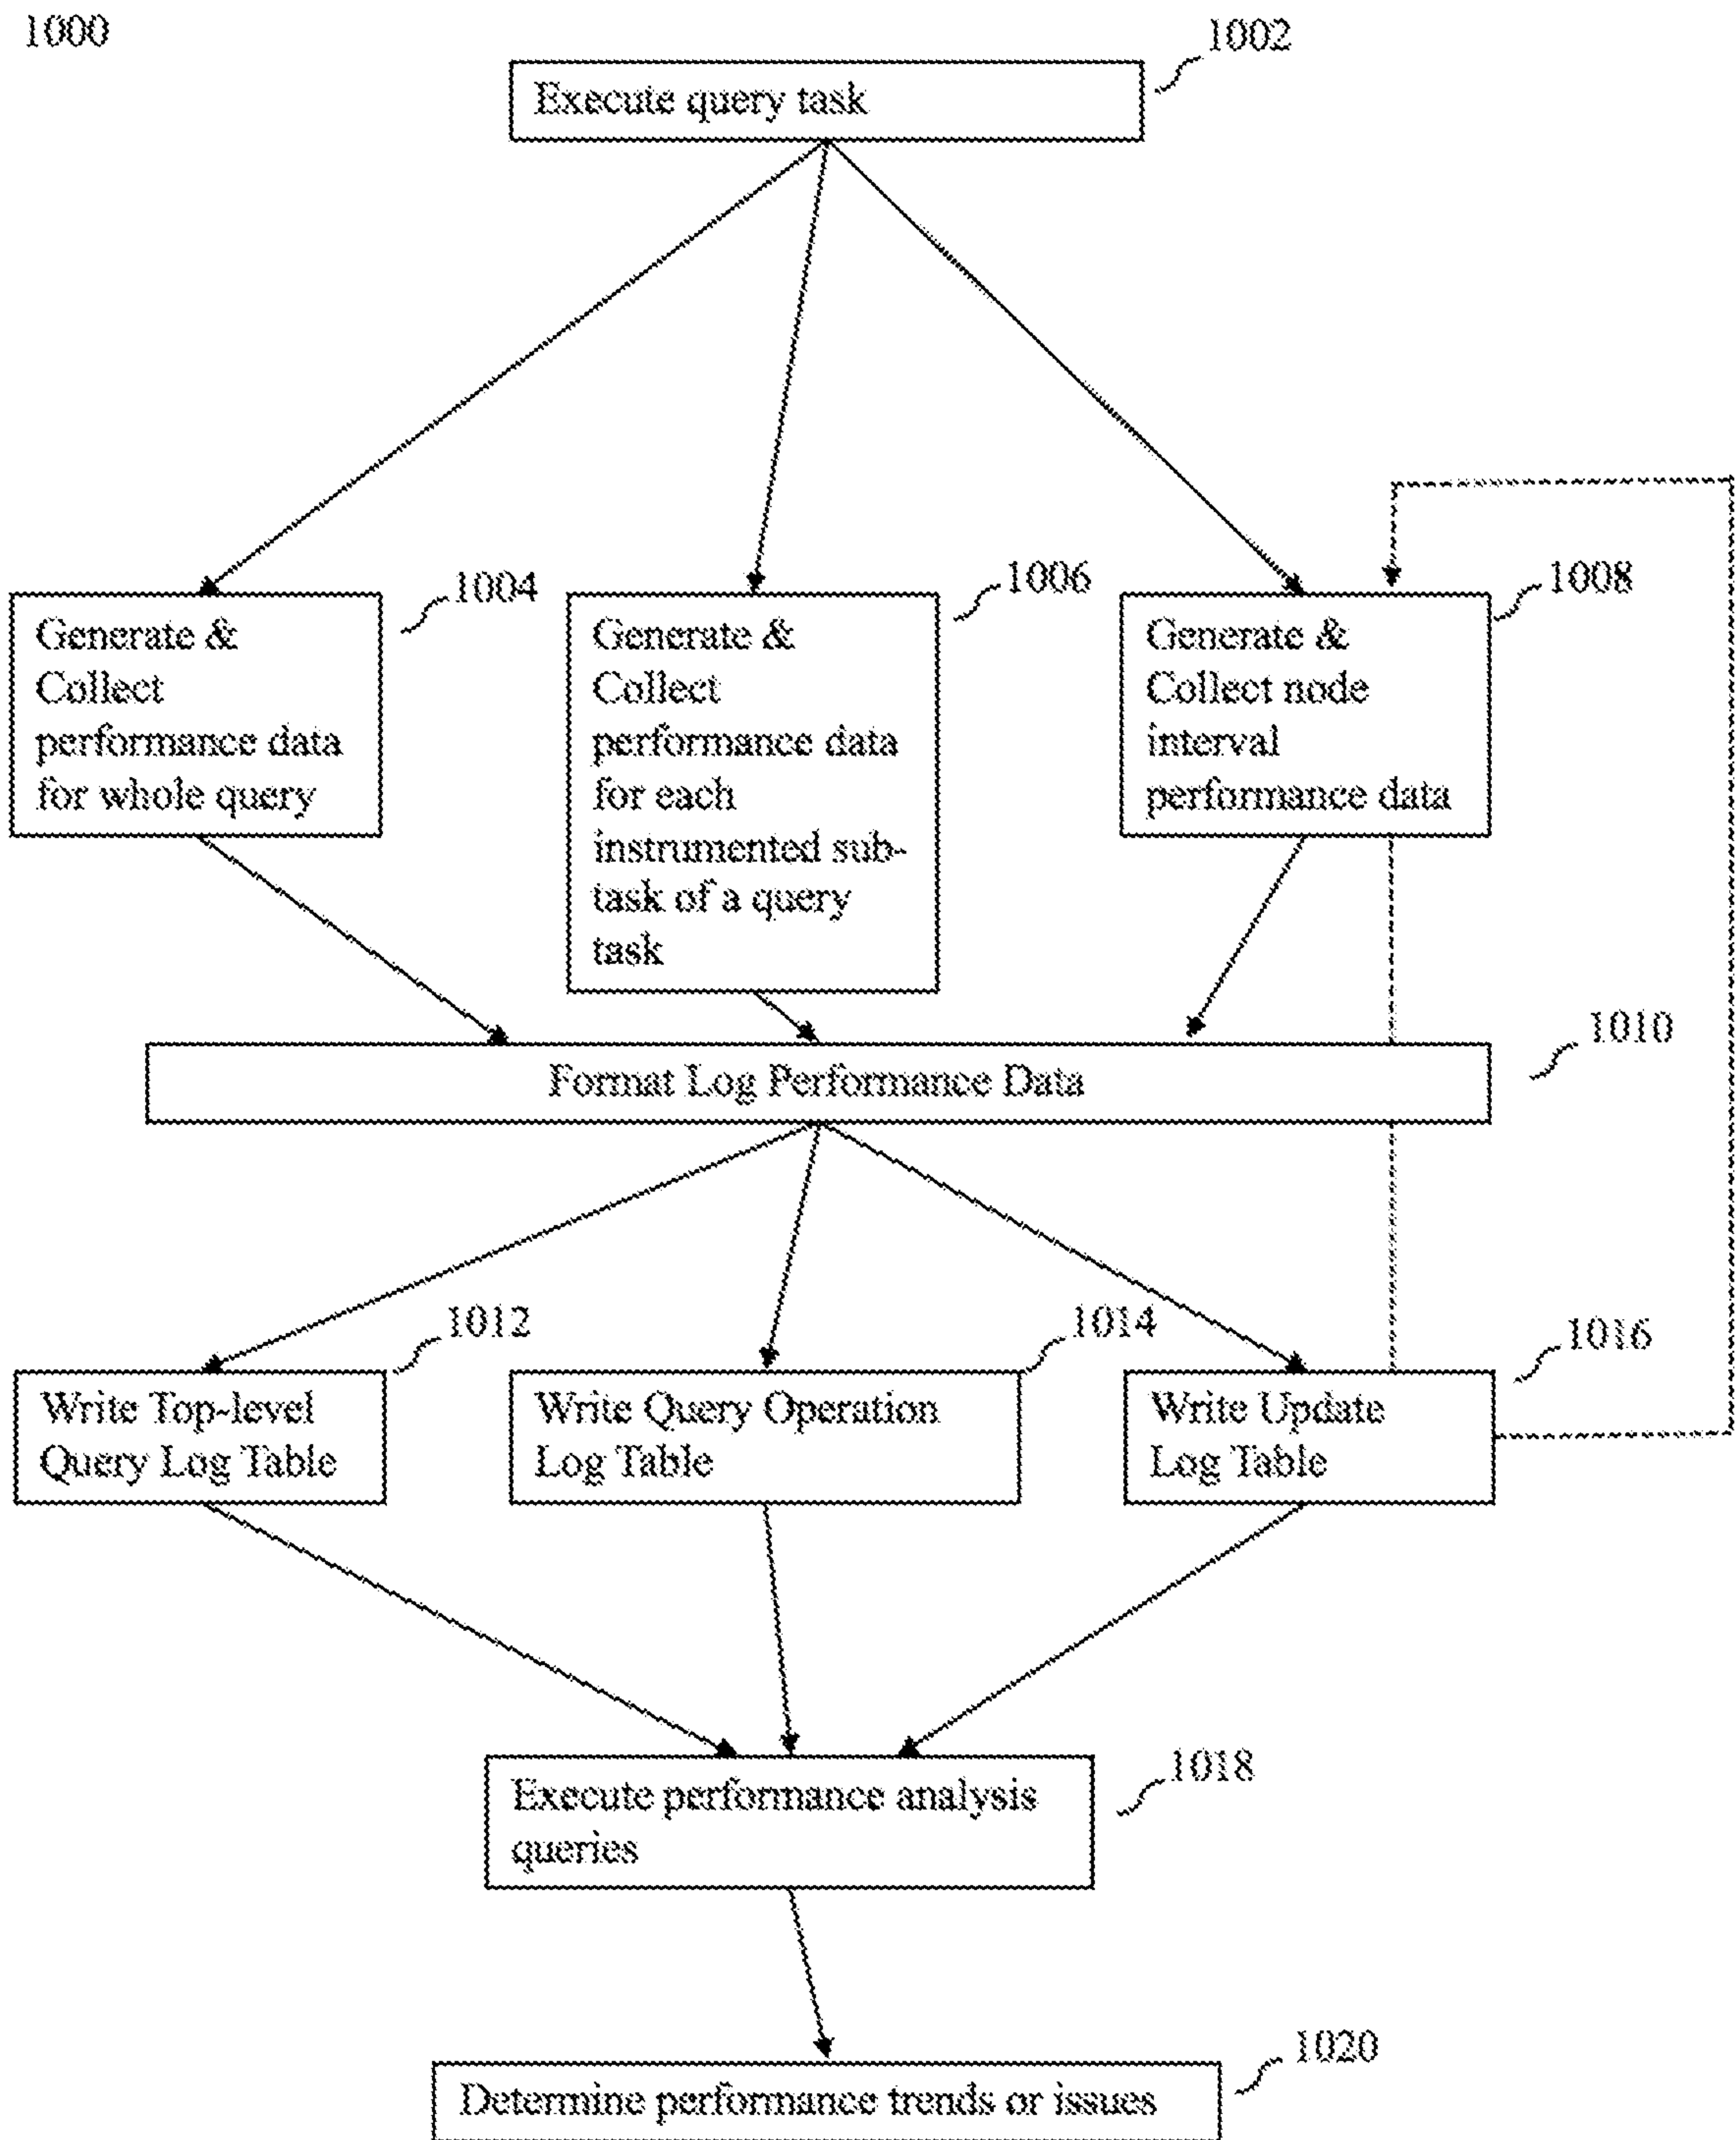 1000
1002
Execute query task
1004
1006
1008
Generate &
Collect
performance data
for whole query
Generate &
Collect
performance data
for each
instrumented sub-
task of a query
task
Generate &
Collect node
interval
performance data
1010
Format Log Performance Data
1012
1014
1016
Write Top-level
Query Log Table
Write Query Operation
Log Table
Write Update
Log Table
1018
Execute performance analysis
queries
1020
Determine performance trends or issues